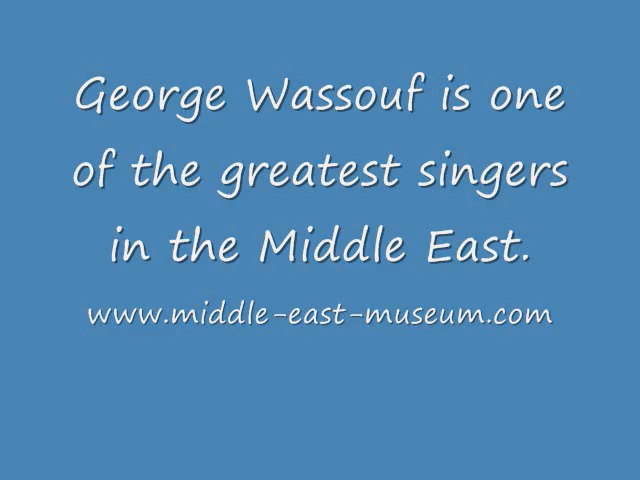 George Wassouf is one
of the greatest singers
in the Middle East.
www.middle-east-museum.com